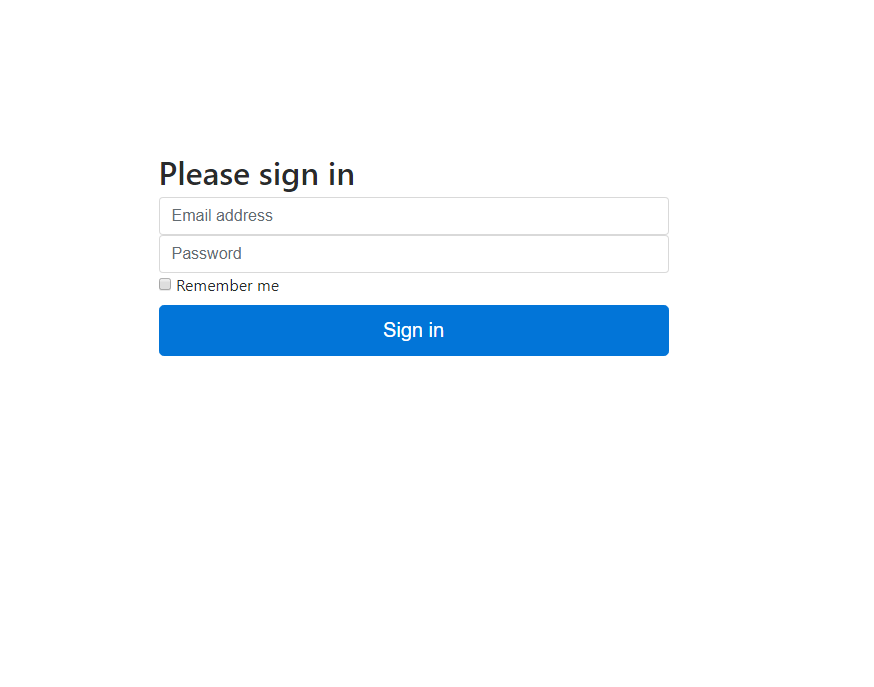 Please sign in
Email address
Password
Remember me
Sign in